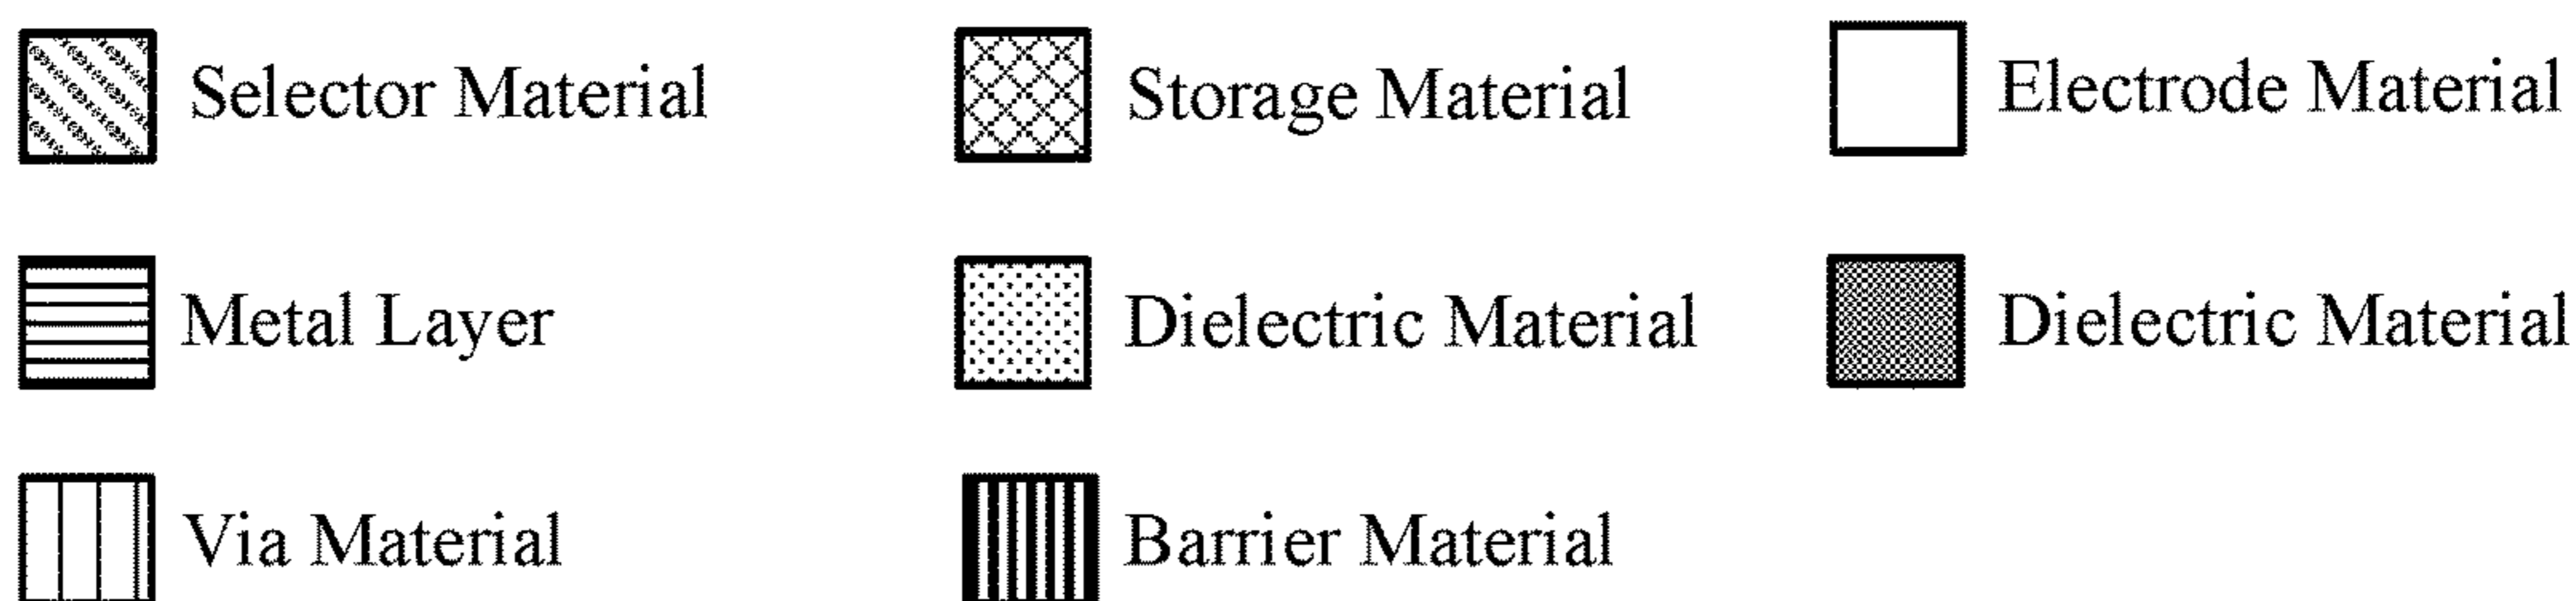 Selector Material
Storage Material
Electrode Material
Metal Layer
Dielectric Material
Dielectric Material
Via Material
Barrier Material